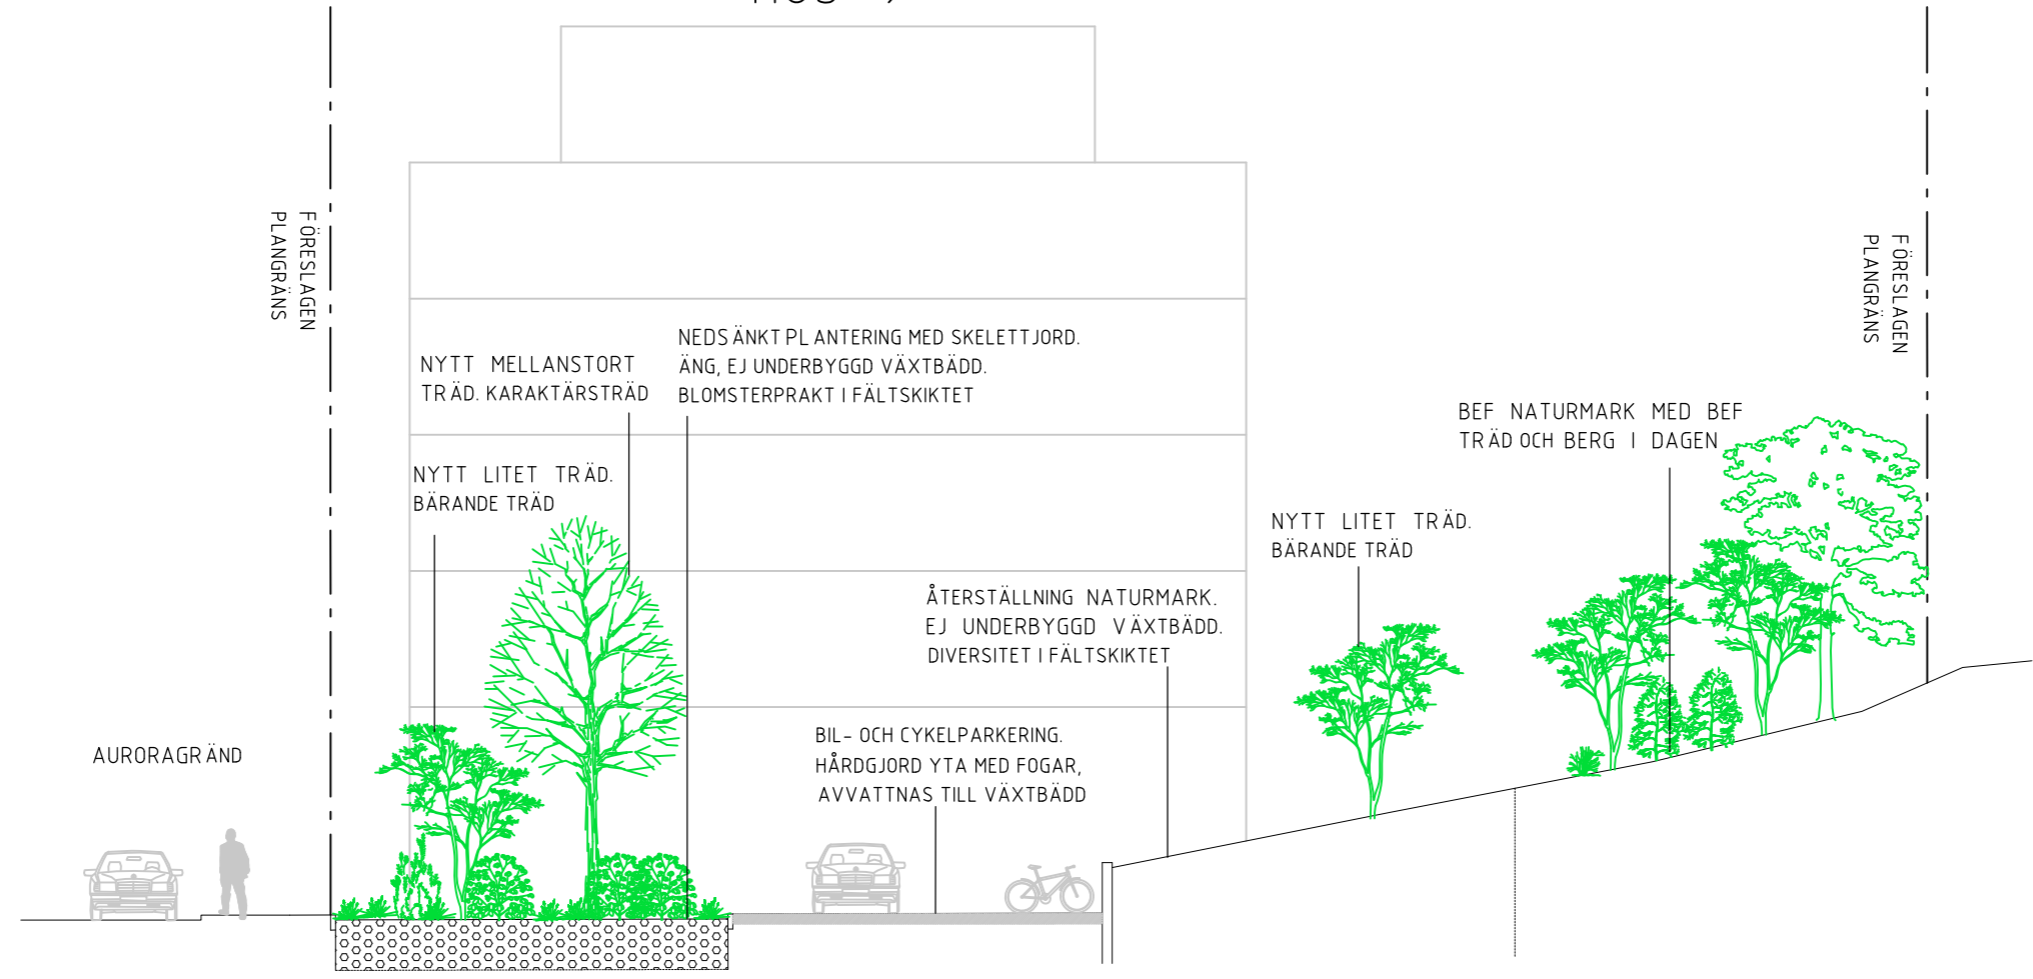 FÖRESLAGEN
PLANGRÄNS
NYTT MELLANSTORT
TRÄD. KARAKTÄRSTRÄD
NEDSÄNKT PLANTERING MED SKELETTJORD.
ÄNG, EJ UNDERBYGGD VÄXTBÄDD.
BLOMSTERPRAKT I FÄLTSKIKTET
NYTT LITET TRÄD.
BÄRANDE TRÄD
AURORAGRÄND
BIL- OCH CYKELPARKERING.
HÅRDGJORD YTA MED FOGAR,
AVVATTNAS TILL VÄXTBÄDD
ÅTERSTÄLLNING NATURMARK.
EJ UNDERBYGGD VÄXTBÄDD.
DIVERSITET I FÄLTSKIKTET
NYTT LITET TRÄD.
BÄRANDE TRÄD
BEF NATURMARK MED BEF
TRÄD OCH BERG I DAGEN
FÖRESLAGEN
PLANGRÄNS